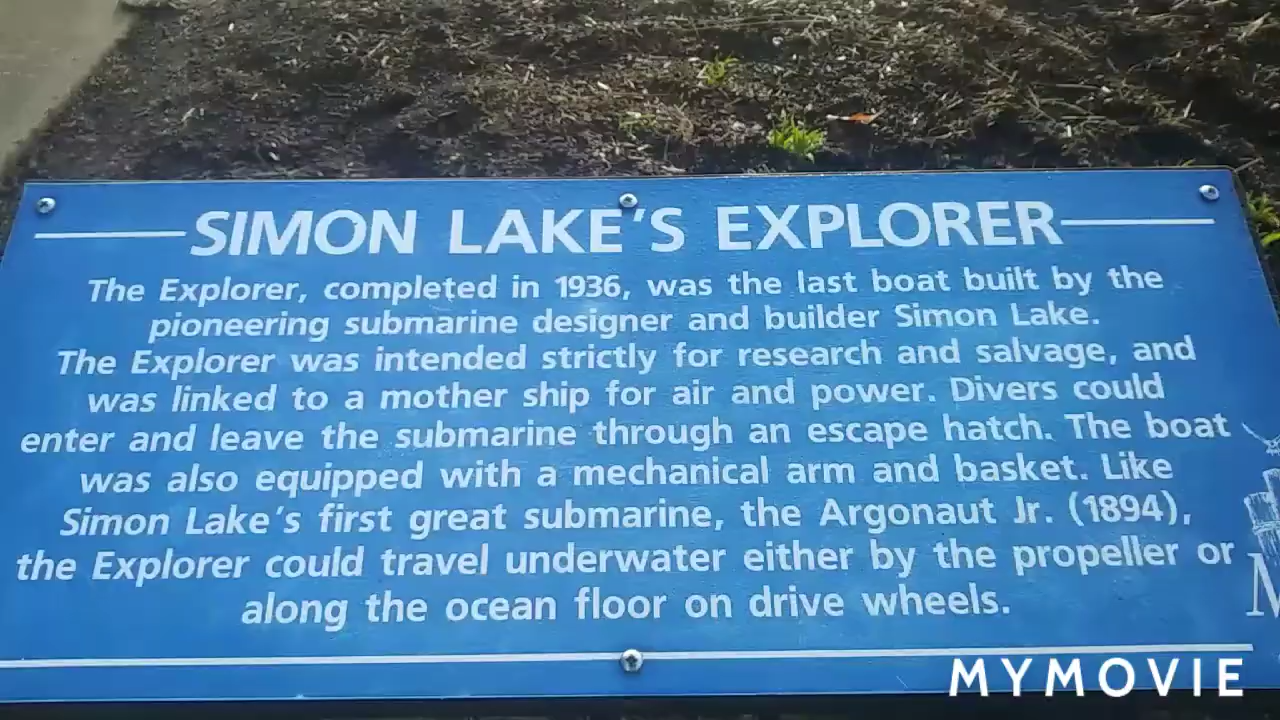 SIMON LAKE'S EXPLORER
The Explorer, completed in 1936, was the last boat built by the
pioneering submarine designer and builder Simon Lake.
The Explorer was intended strictly for research and salvage, and
was linked to a mother ship for air and power. Divers could
enter and leave the submarine through an escape hatch. The boat
was also equipped with a mechanical arm and basket. Like
Simon Lake's first great submarine, the Argonaut Jr. (1894),
the Explorer could travel underwater either by the propeller or
along the ocean floor on drive wheels.
M
MYMOVIE